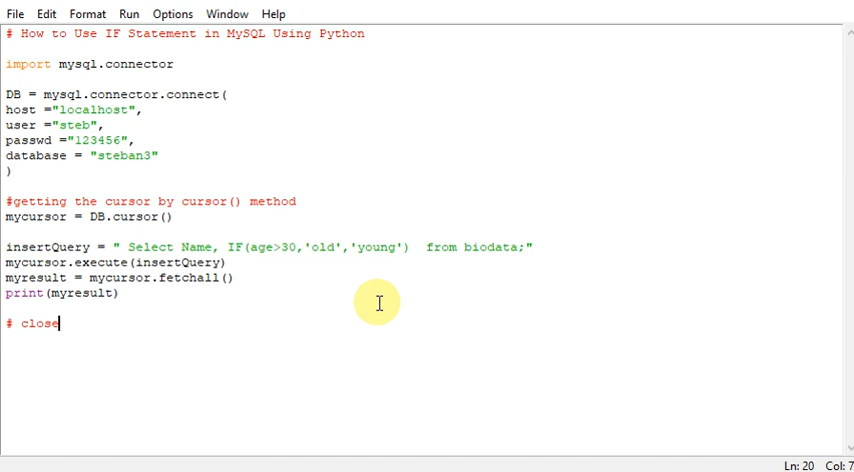 File Edit Format Run Options Window Help
# How to Use IF Statement in MySQL Using Python
import mysql.connector
DB = mysql.connector.connect(
host ="localhost",
user ="steb",
passwd ="123456",
database = "steban3"
)
#getting the cursor by cursor() method
mycursor = DB.cursor()
insertQuery = " Select Name, IF(age>30,'old','young')  from biodata;"
mycursor.execute(insertQuery)
myresult = mycursor.fetchall()
print(myresult)
# close
Ln: 20 Col: 7